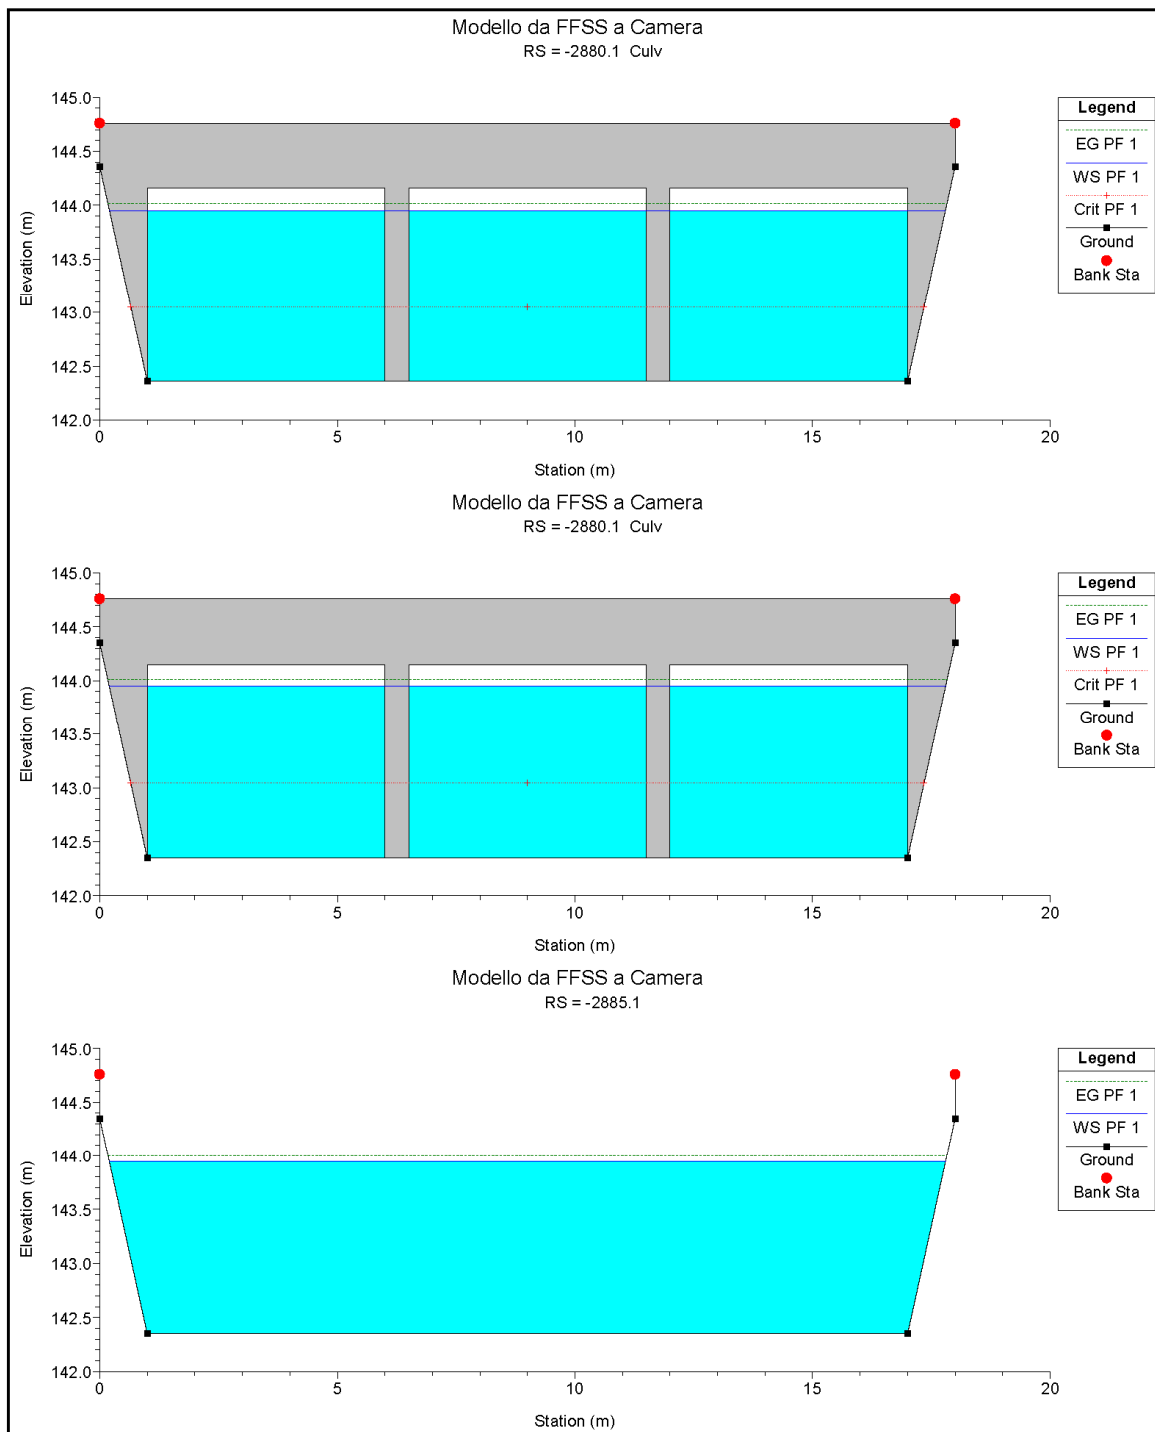 Modello da FFSS a Camera
RS = -2880.1 Culv
Elevation (m)
145.0
144.5
144.0
143.5
143.0
142.5
142.0
0 5 10 15 20
Station (m)
Legend
EG PF 1
WS PF 1
Crit PF 1
Ground
Bank Sta
Modello da FFSS a Camera
RS = -2880.1 Culv
Elevation (m)
145.0
144.5
144.0
143.5
143.0
142.5
142.0
0 5 10 15 20
Station (m)
Legend
EG PF 1
WS PF 1
Crit PF 1
Ground
Bank Sta
Modello da FFSS a Camera
RS = -2885.1
Elevation (m)
145.0
144.5
144.0
143.5
143.0
142.5
142.0
0 5 10 15 20
Station (m)
Legend
EG PF 1
WS PF 1
Ground
Bank Sta